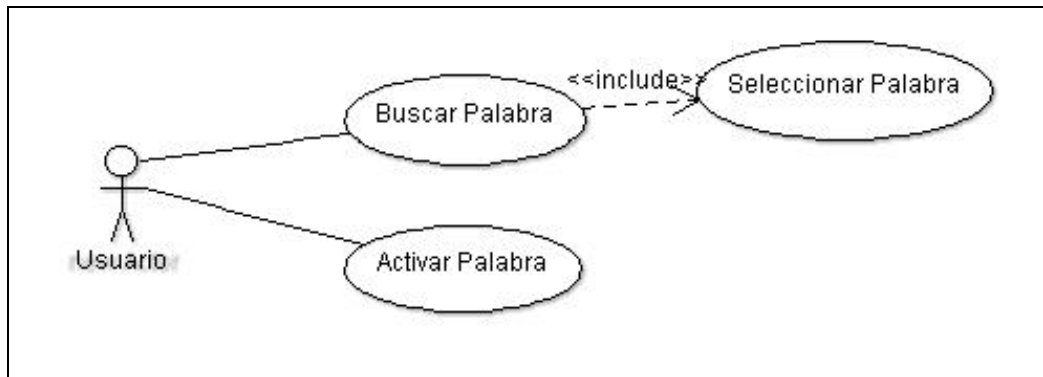 <<include>>
Seleccionar Palabra
Buscar Palabra
Usuario
Activar Palabra